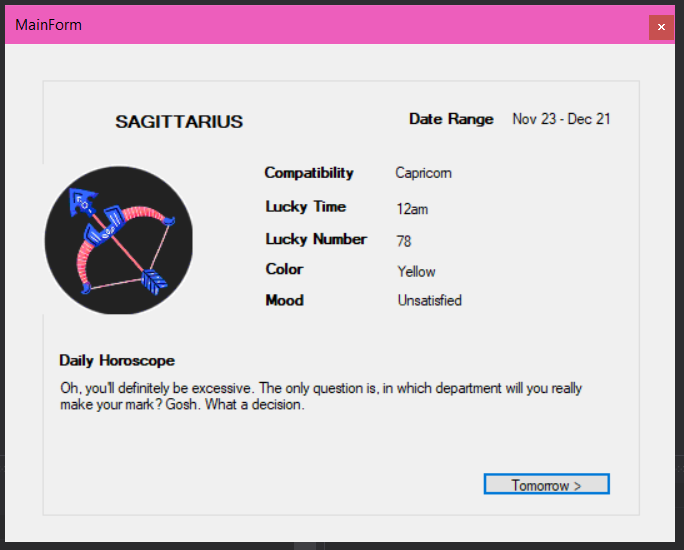 MainForm
SAGITTARIUS
Date Range Nov 23 - Dec 21
Compatibility Capricorn
Lucky Time 12am
Lucky Number 78
Color Yellow
Mood Unsatisfied
Daily Horoscope
Oh, you'll definitely be excessive. The only question is, in which department will you really
make your mark? Gosh. What a decision.
Tomorrow >